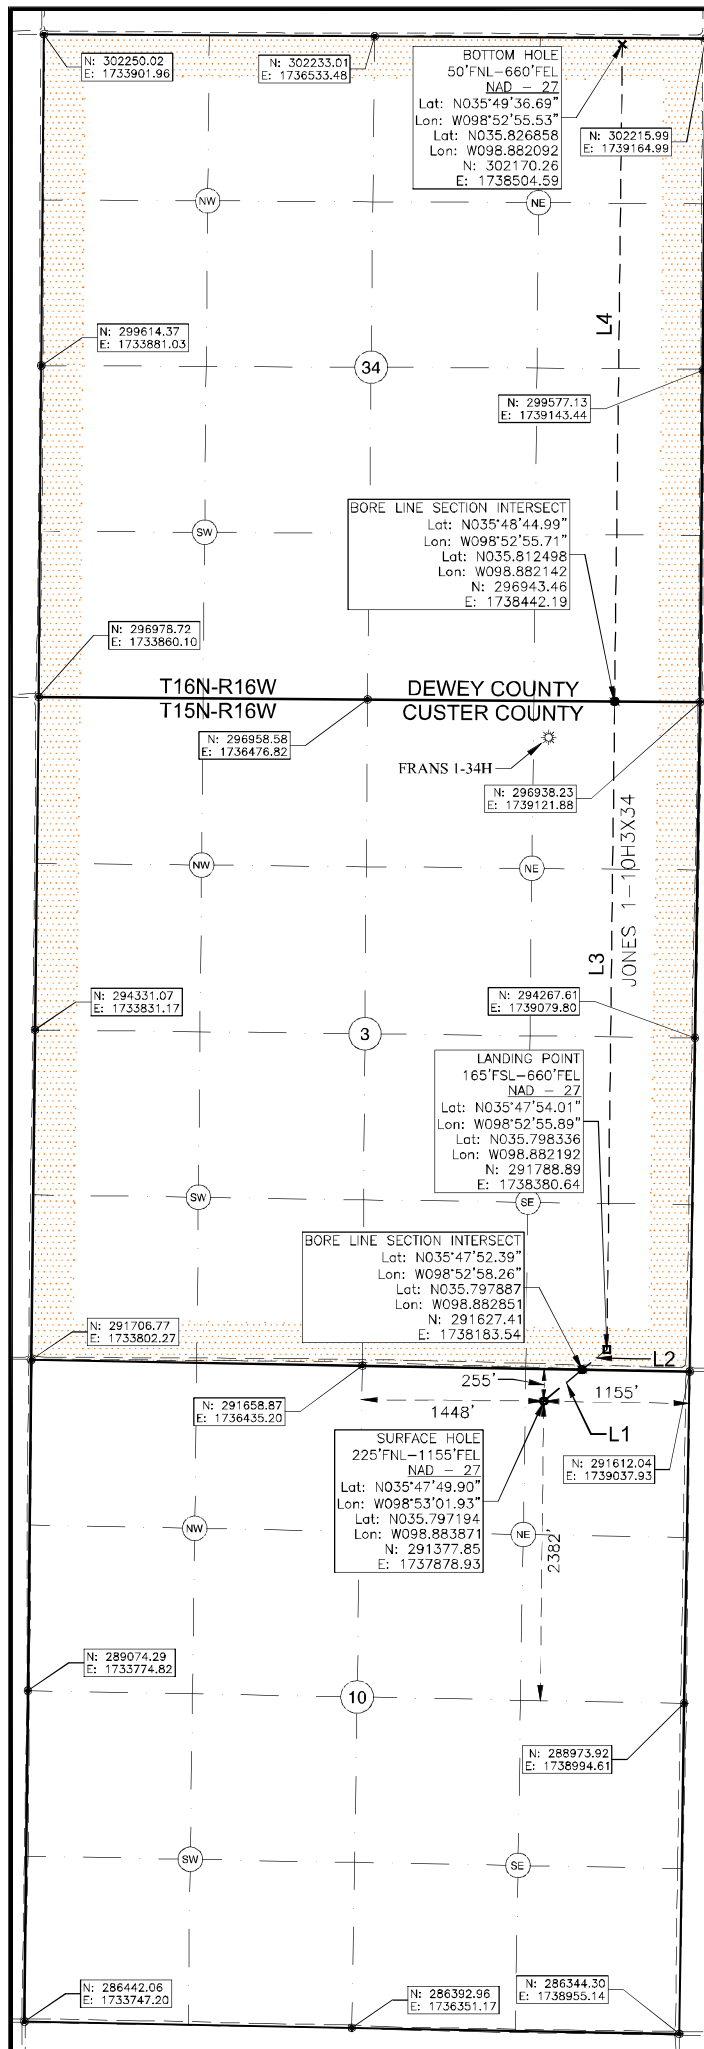 N: 302250.02
E: 1733901.96
N: 302233.01
E: 1736533.48
BOTTOM HOLE
50'FNL-660'FEL
NAD - 27
Lat: N035°49'36.69"
Lon: W098°52'55.53"
Lat: N035.826858
Lon: W098.882092
N: 302170.26
E: 1738504.59
N: 302215.99
E: 1739164.99
NW
NE
L4
N: 299614.37
E: 1733881.03
34
N: 299577.13
E: 1739143.44
BORE LINE SECTION INTERSECT
Lat: N035°48'44.99"
Lon: W098°52'55.71"
Lat: N035.812498
Lon: W098.882142
N: 296943.46
E: 1738442.19
SW
N: 296978.72
E: 1733860.10
T16N-R16W
DEWEY COUNTY
T15N-R16W
CUSTER COUNTY
N: 296958.58
E: 1736476.82
FRANS 1-34H
N: 296938.23
E: 1739121.88
JONES 1-10H3X34
NW
NE
L3
N: 294331.07
E: 1733831.17
N: 294267.61
E: 1739079.80
3
LANDING POINT
165'FSL-660'FEL
NAD - 27
Lat: N035°47'54.01"
Lon: W098°52'55.89"
Lat: N035.798336
Lon: W098.882192
N: 291788.89
E: 1738380.64
SW
SE
BORE LINE SECTION INTERSECT
Lat: N035°47'52.39"
Lon: W098°52'58.26"
Lat: N035.797887
Lon: W098.882851
N: 291627.41
E: 1738183.54
N: 291706.77
E: 1733802.27
L2
255'
1155'
1448'
N: 291658.87
E: 1736435.20
L1
SURFACE HOLE
225'FNL-1155'FEL
NAD - 27
Lat: N035°47'49.90"
Lon: W098°53'01.93"
Lat: N035.797194
Lon: W098.883871
N: 291377.85
E: 1737878.93
N: 291612.04
E: 1739037.93
NW
NE
2382'
N: 289074.29
E: 1733774.82
10
N: 288973.92
E: 1738994.61
SW
SE
N: 286442.06
E: 1733747.20
N: 286392.96
E: 1736351.17
N: 286344.30
E: 1738955.14